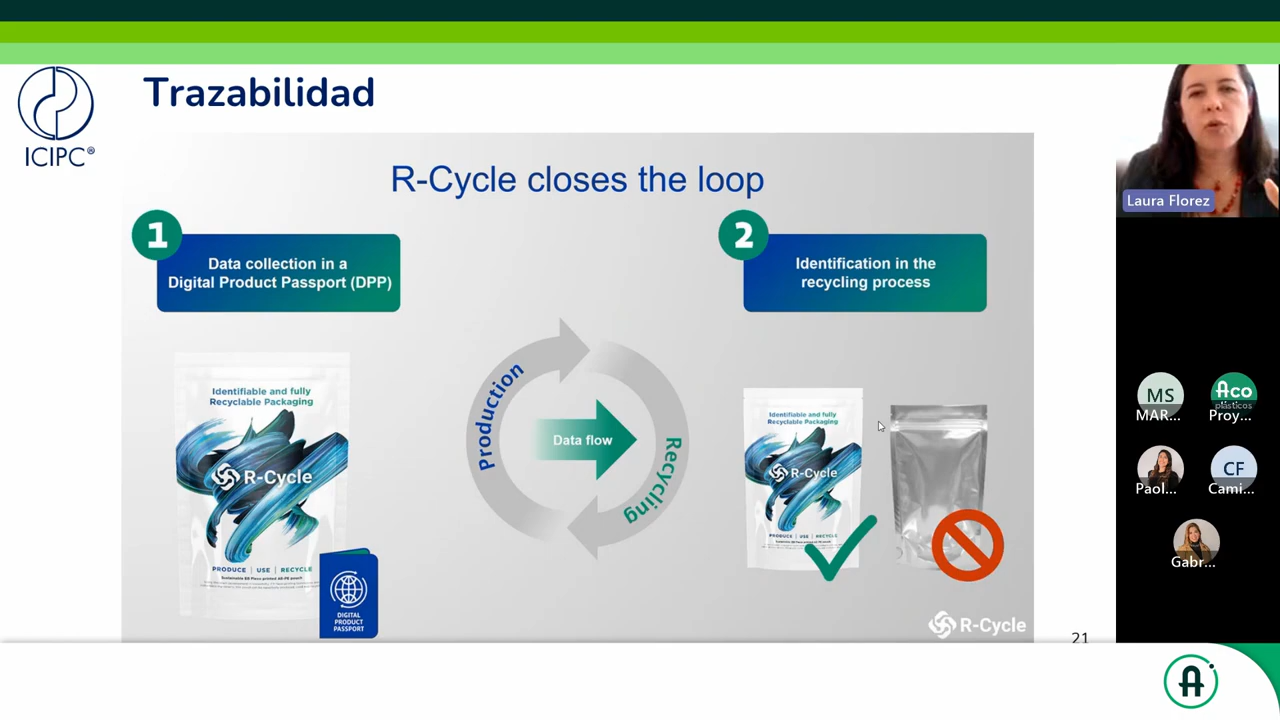 Trazabilidad
ICIPC®
R-Cycle closes the loop
1
Data collection in a
Digital Product Passport (DPP)
2
Identification in the
recycling process
Identifiable and fully
Recyclable Packaging
R-Cycle
PRODUCE | USE | RECYCLE
Sustainable
printed
DIGITAL
PRODUCT
PASSPORT
Production
Data flow
Recycling
Identifiable and fully
Recyclable Packaging
R-Cycle
PRODUCE | USE | RECYCLE
R-Cycle
21
Laura Florez
MS
MAR...
Aco
plásticos
Proy...
Paol...
CF
Cami...
Gabr...
A